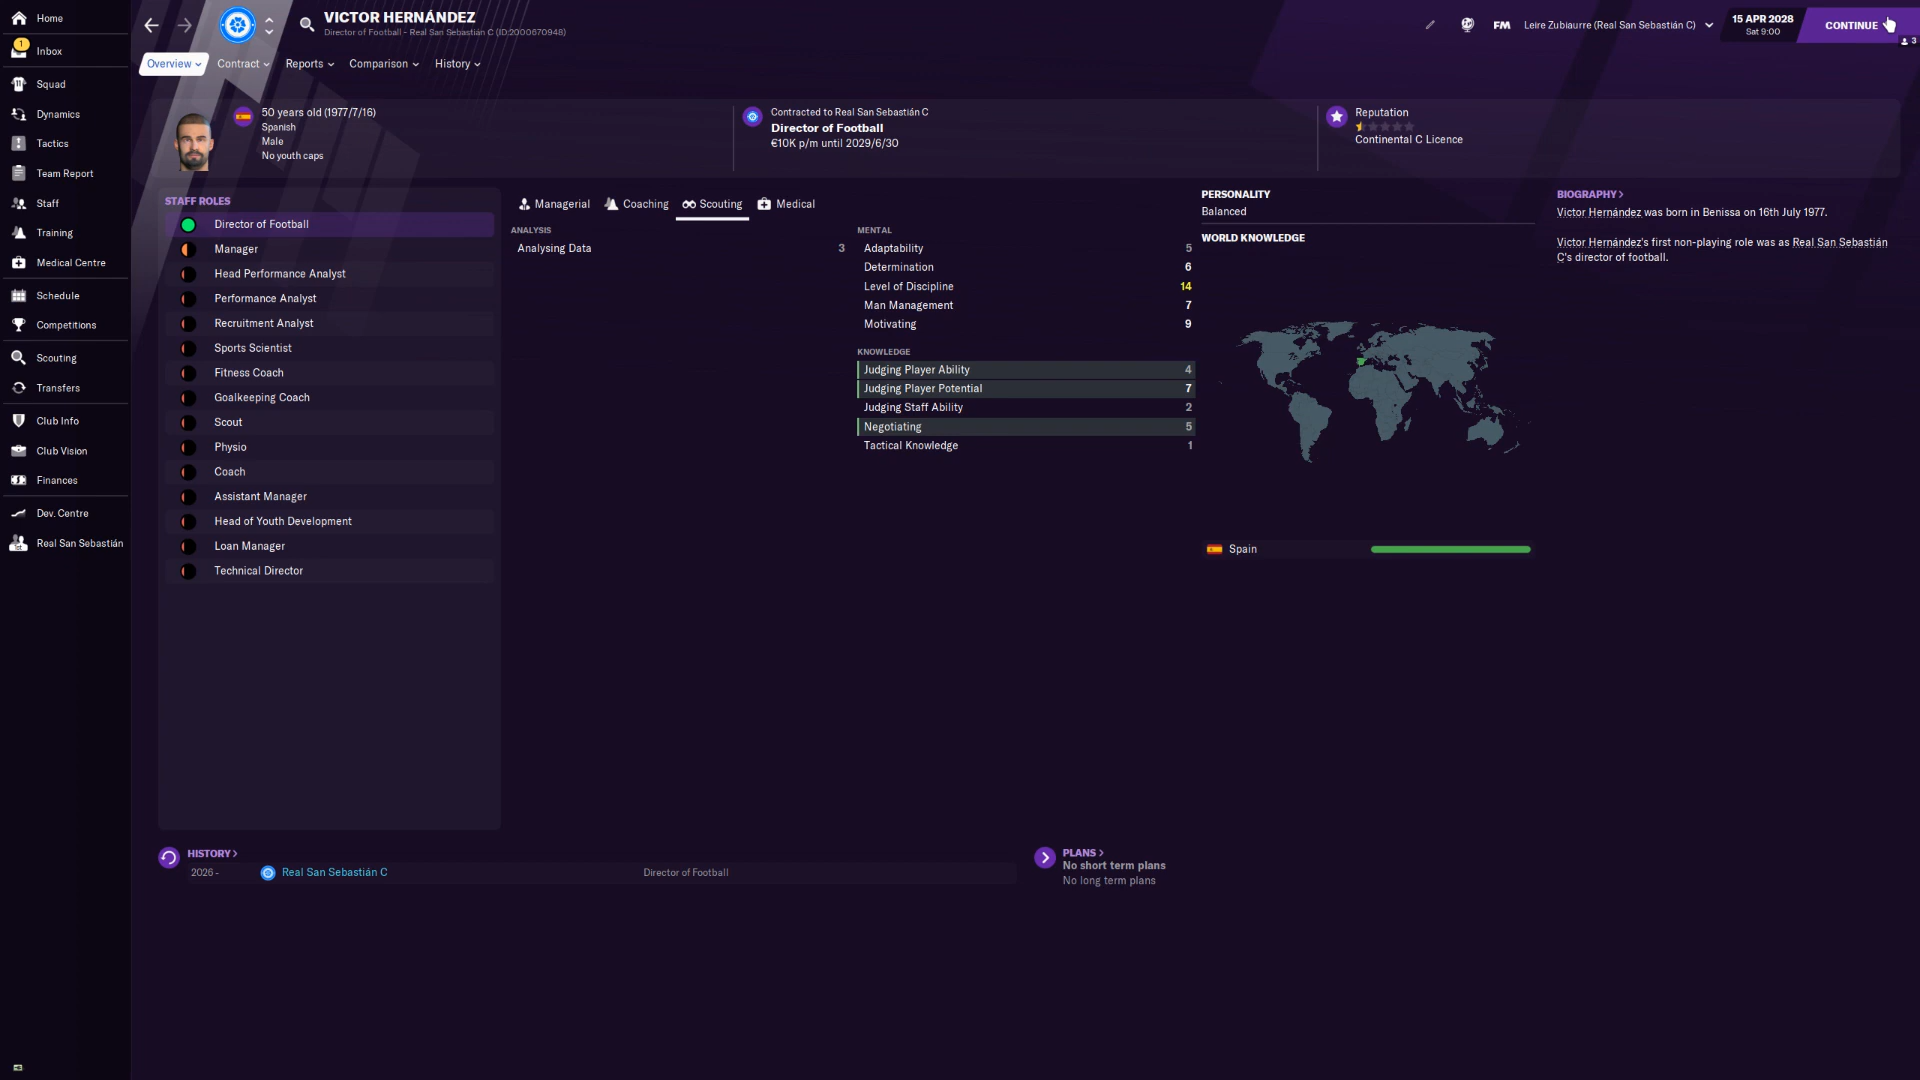 Home
Inbox
1
Squad
Dynamics
Tactics
Team Report
Staff
Training
Medical Centre
Schedule
Competitions
Scouting
Transfers
Club Info
Club Vision
Finances
Dev. Centre
Real San Sebastián
VICTOR HERNÁNDEZ
Director of Football - Real San Sebastián C (ID:2000670948)
FM
Leire Zubiaurre (Real San Sebastián C)
15 APR 2028
Sat 9:00
CONTINUE
3
Overview
Contract
Reports
Comparison
History
50 years old (1977/7/16)
Spanish
Male
No youth caps
Contracted to Real San Sebastián C
Director of Football
€10K p/m until 2029/6/30
Reputation
Continental C Licence
STAFF ROLES
Director of Football
Manager
Head Performance Analyst
Performance Analyst
Recruitment Analyst
Sports Scientist
Fitness Coach
Goalkeeping Coach
Scout
Physio
Coach
Assistant Manager
Head of Youth Development
Loan Manager
Technical Director
Managerial
Coaching
Scouting
Medical
ANALYSIS
Analysing Data 3
MENTAL
Adaptability 5
Determination 6
Level of Discipline 14
Man Management 7
Motivating 9
KNOWLEDGE
Judging Player Ability 4
Judging Player Potential 7
Judging Staff Ability 2
Negotiating 5
Tactical Knowledge 1
PERSONALITY
Balanced
WORLD KNOWLEDGE
Spain
BIOGRAPHY >
Victor Hernández was born in Benissa on 16th July 1977.
Victor Hernández's first non-playing role was as Real San Sebastián
C's director of football.
HISTORY >
2026 - Real San Sebastián C Director of Football
PLANS >
No short term plans
No long term plans